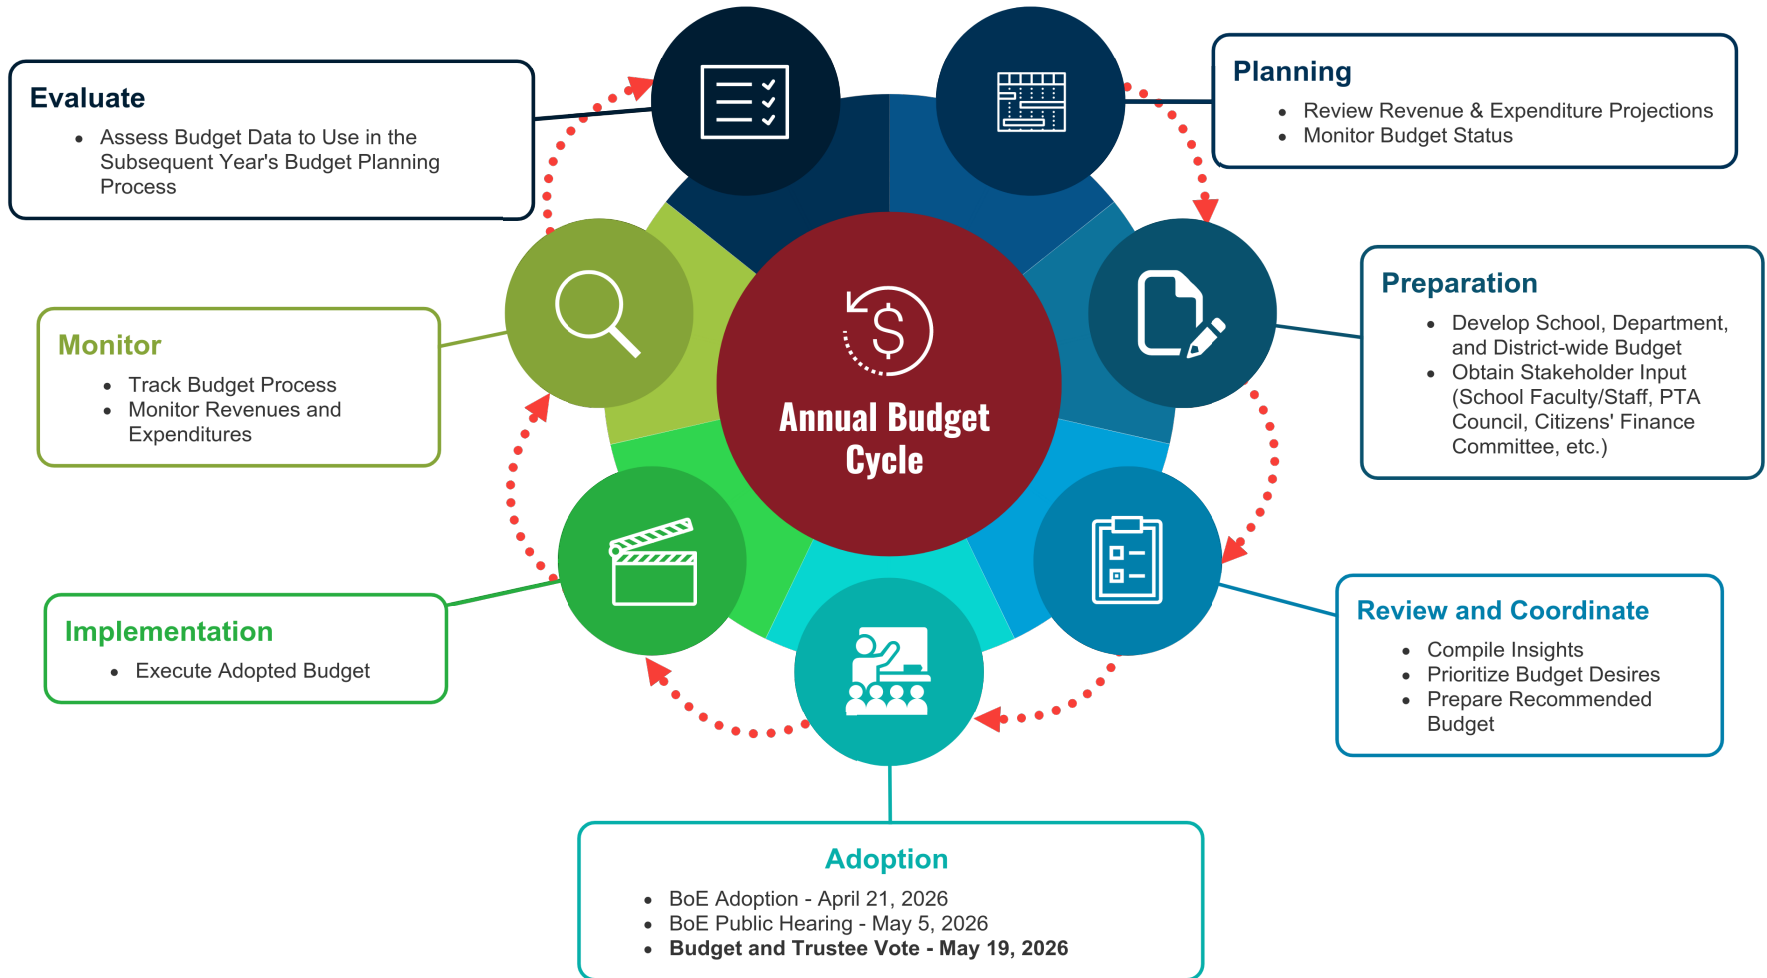 Evaluate
• Assess Budget Data to Use in the
Subsequent Year's Budget Planning
Process
Planning
• Review Revenue & Expenditure Projections
• Monitor Budget Status
Monitor
• Track Budget Process
• Monitor Revenues and
Expenditures
$
Annual Budget
Cycle
Preparation
• Develop School, Department,
and District-wide Budget
• Obtain Stakeholder Input
(School Faculty/Staff, PTA
Council, Citizens' Finance
Committee, etc.)
Implementation
• Execute Adopted Budget
Review and Coordinate
• Compile Insights
• Prioritize Budget Desires
• Prepare Recommended
Budget
Adoption
• BoE Adoption - April 21, 2026
• BoE Public Hearing - May 5, 2026
• Budget and Trustee Vote - May 19, 2026